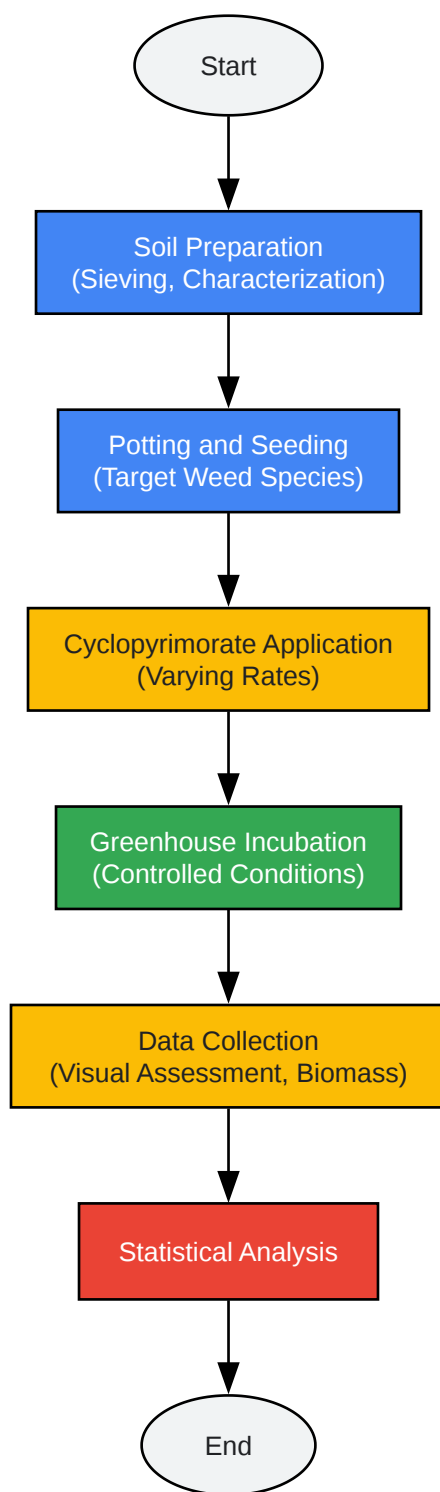 Start
Soil Preparation
(Sieving, Characterization)
Potting and Seeding
(Target Weed Species)
Cyclopyrimorate Application
(Varying Rates)
Greenhouse Incubation
(Controlled Conditions)
Data Collection
(Visual Assessment, Biomass)
Statistical Analysis
End